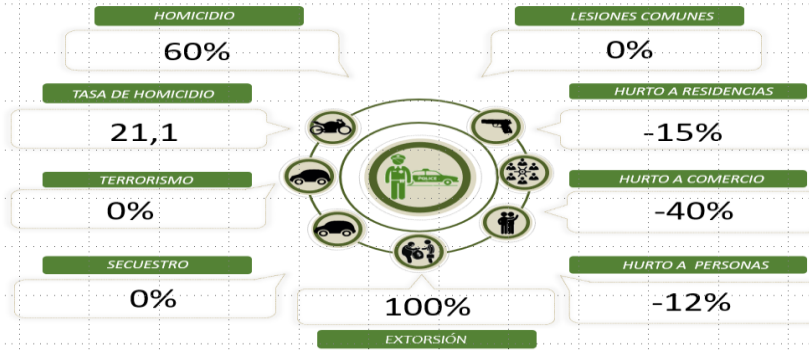 HOMICIDIO
60%
LESIONES COMUNES
0%
TASA DE HOMICIDIO
21,1
HURTO A RESIDENCIAS
-15%
TERRORISMO
0%
HURTO A COMERCIO
-40%
SECUESTRO
0%
HURTO A PERSONAS
-12%
100%
EXTORSIÓN
POLICE